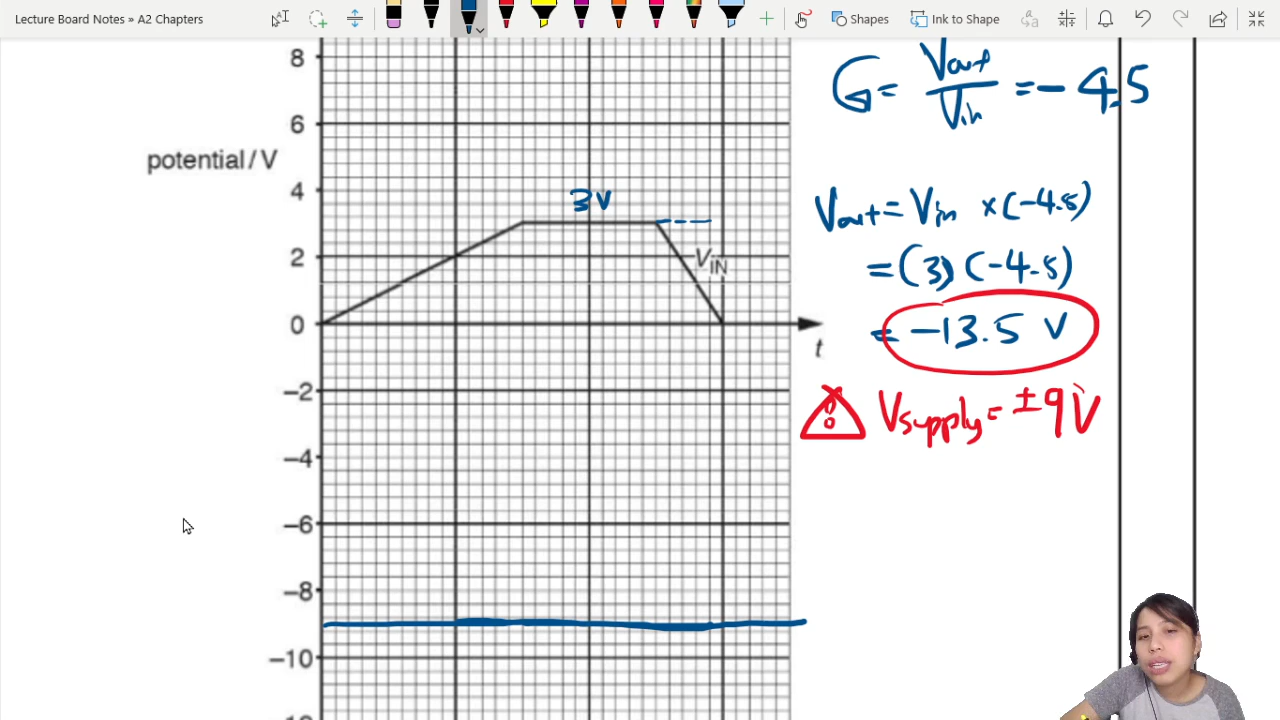 Lecture Board Notes » A2 Chapters
Shapes
Ink to Shape
8
6
potential / V
4
3V
2
V_IN
0
t
−2
−4
−6
−8
−10
G = Vout/Vin = − 4.5
Vout = Vin × (−4.5)
= (3) (−4.5)
= −13.5 V
Vsupply = ±9V